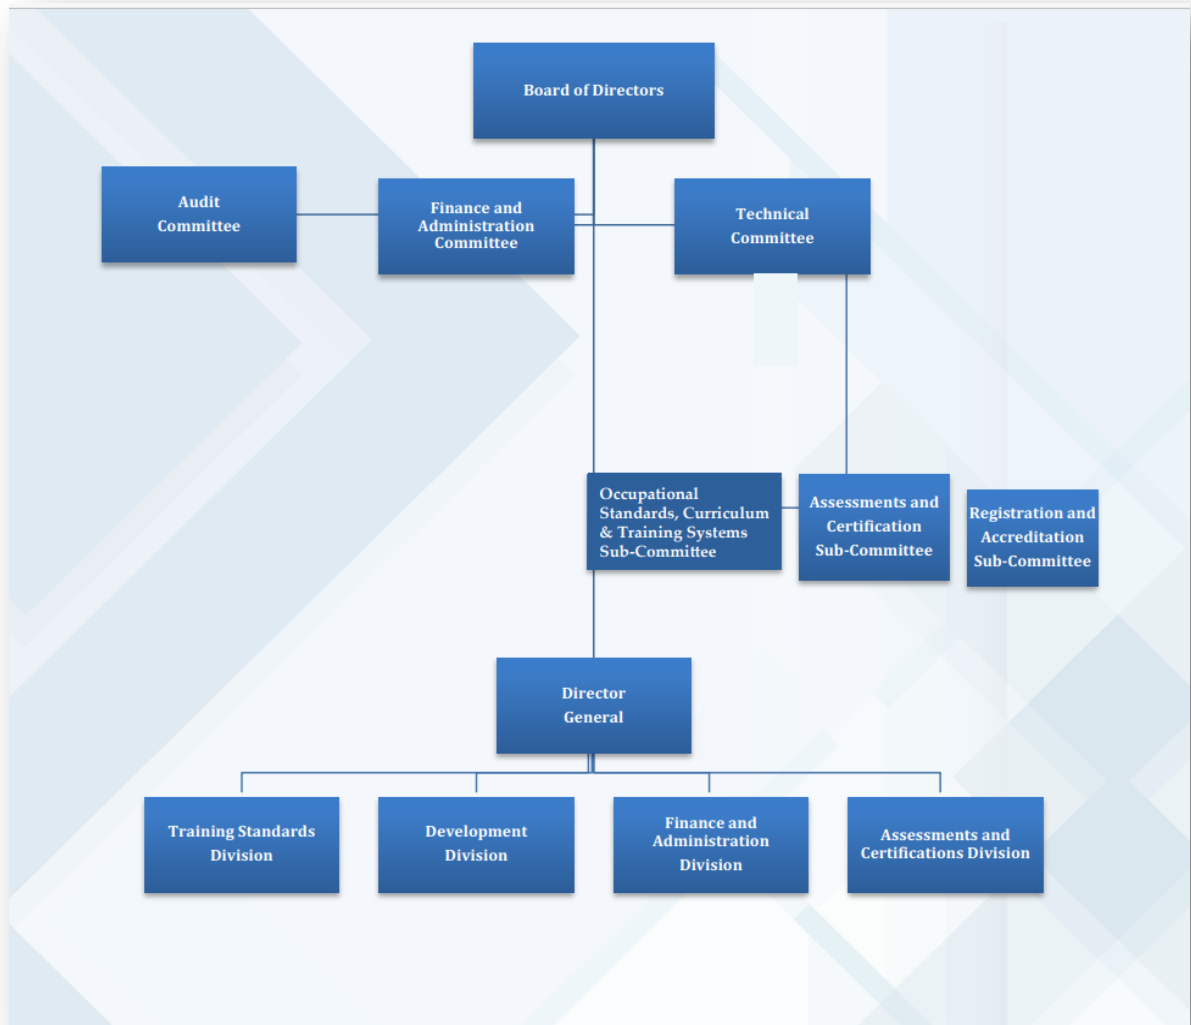 Board of Directors
Audit
Committee
Finance and
Administration
Committee
Technical
Committee
Occupational
Standards, Curriculum
& Training Systems
Sub-Committee
Assessments and
Certification
Sub-Committee
Registration and
Accreditation
Sub-Committee
Director
General
Training Standards
Division
Development
Division
Finance and
Administration
Division
Assessments and
Certifications Division